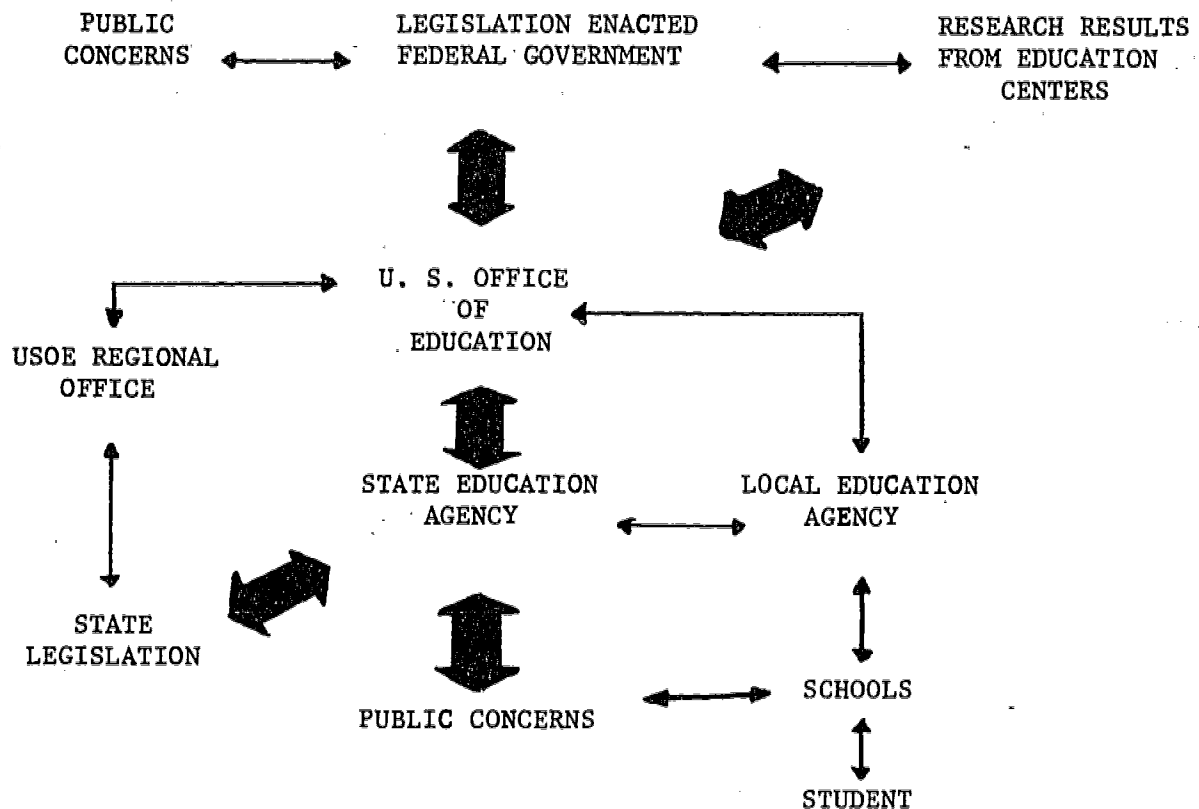 PUBLIC
CONCERNS
LEGISLATION ENACTED
FEDERAL GOVERNMENT
RESEARCH RESULTS
FROM EDUCATION
CENTERS
U. S. OFFICE
OF
EDUCATION
USOE REGIONAL
OFFICE
STATE EDUCATION
AGENCY
LOCAL EDUCATION
AGENCY
STATE
LEGISLATION
PUBLIC CONCERNS
SCHOOLS
STUDENT